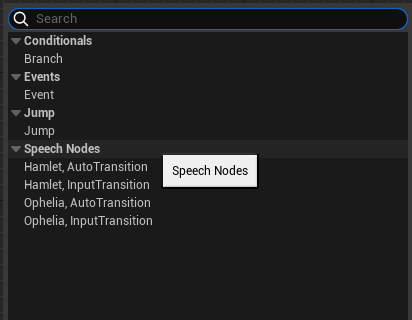 Search
Conditionals
Branch
Events
Event
Jump
Jump
Speech Nodes
Hamlet, AutoTransition
Speech Nodes
Hamlet, InputTransition
Ophelia, AutoTransition
Ophelia, InputTransition